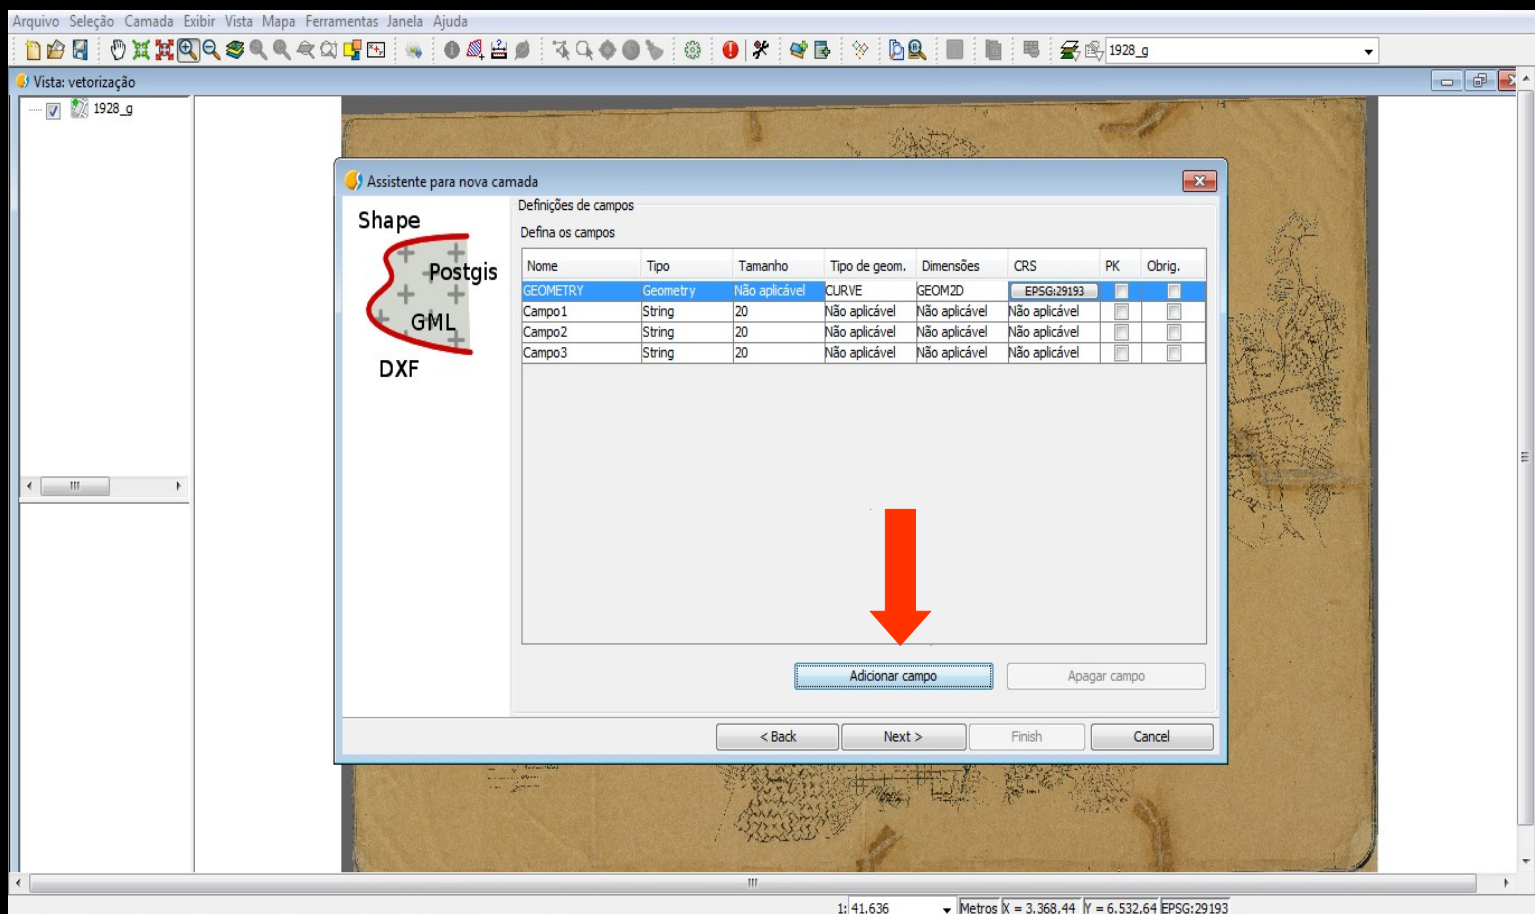 Arquivo Seleção Camada Exibir Vista Mapa Ferramentas Janela Ajuda
1928_g
Vista: vetorização
1928_g
Assistente para nova camada
Shape
Postgis
GML
DXF
Definições de campos
Defina os campos
Nome Tipo Tamanho Tipo de geom. Dimensões CRS PK Obrig.
GEOMETRY Geometry Não aplicável CURVE GEOM2D EPSG:29193
Campo1 String 20 Não aplicável Não aplicável Não aplicável
Campo2 String 20 Não aplicável Não aplicável Não aplicável
Campo3 String 20 Não aplicável Não aplicável Não aplicável
Adicionar campo Apagar campo
< Back Next > Finish Cancel
1: 41.636 Metros X = 3.368,44 Y = 6.532,64 EPSG:29193